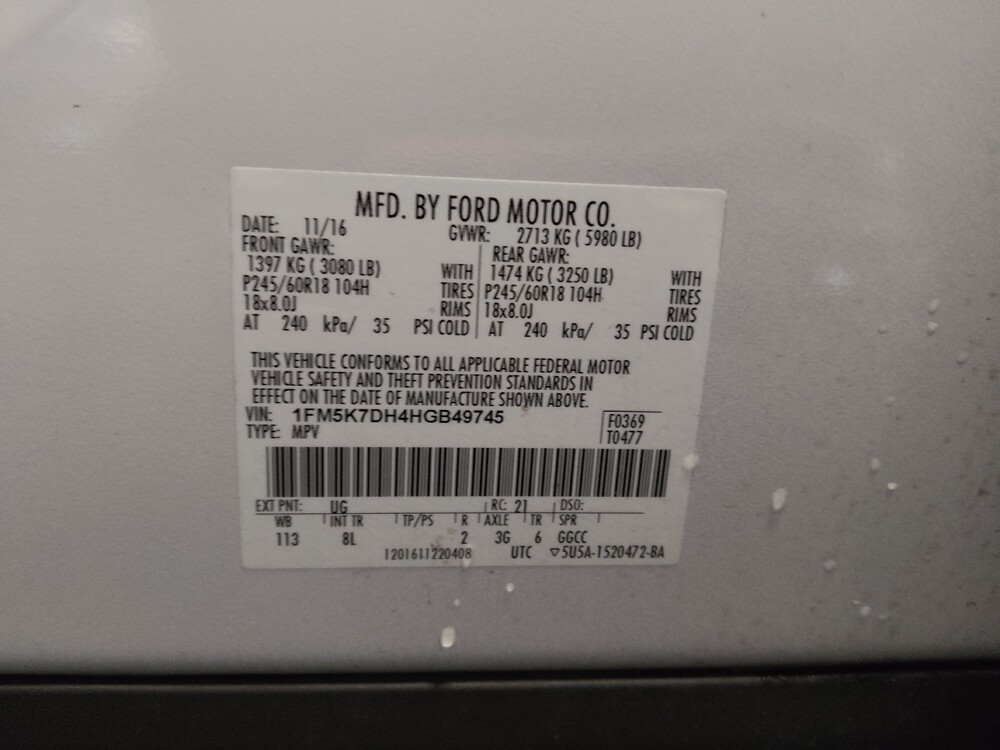 MFD. BY FORD MOTOR CO.
DATE: 11/16 GVWR: 2713 KG ( 5980 LB)
FRONT GAWR: REAR GAWR:
1397 KG ( 3080 LB) WITH 1474 KG ( 3250 LB) WITH
P245/60R18 104H TIRES P245/60R18 104H TIRES
18x8.0J RIMS 18x8.0J RIMS
AT 240 kPa/ 35 PSI COLD AT 240 kPa/ 35 PSI COLD
THIS VEHICLE CONFORMS TO ALL APPLICABLE FEDERAL MOTOR
VEHICLE SAFETY AND THEFT PREVENTION STANDARDS IN
EFFECT ON THE DATE OF MANUFACTURE SHOWN ABOVE.
VIN: 1FM5K7DH4HGB49745 F0369
TYPE: MPV T0477
EXT PNT: UG RC: 21 DSO:
WB INT TR TP/PS R AXLE TR SPR
113 8L 2 3G 6 GGCC
1201611220408 UTC ▽5U5A-1520472-BA